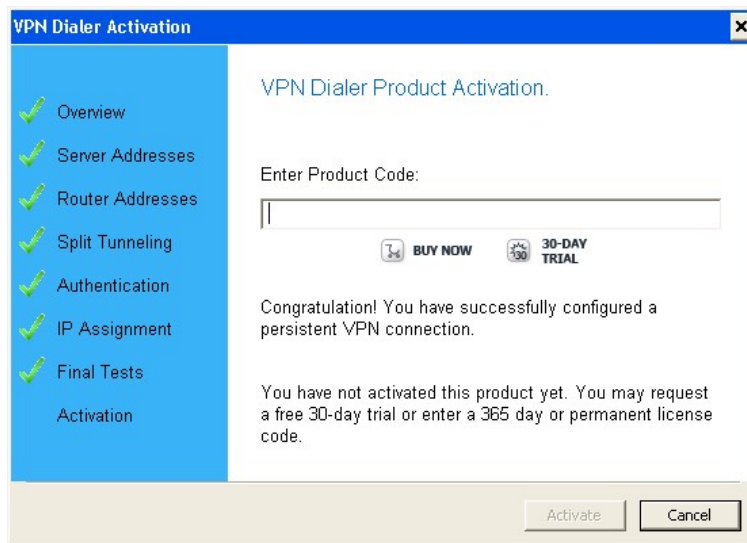 VPN Dialer Activation
Overview
Server Addresses
Router Addresses
Split Tunneling
Authentication
IP Assignment
Final Tests
Activation
VPN Dialer Product Activation.
Enter Product Code:
BUY NOW
30
30-DAY
TRIAL
Congratulation! You have successfully configured a
persistent VPN connection.
You have not activated this product yet. You may request
a free 30-day trial or enter a 365 day or permanent license
code.
Activate
Cancel